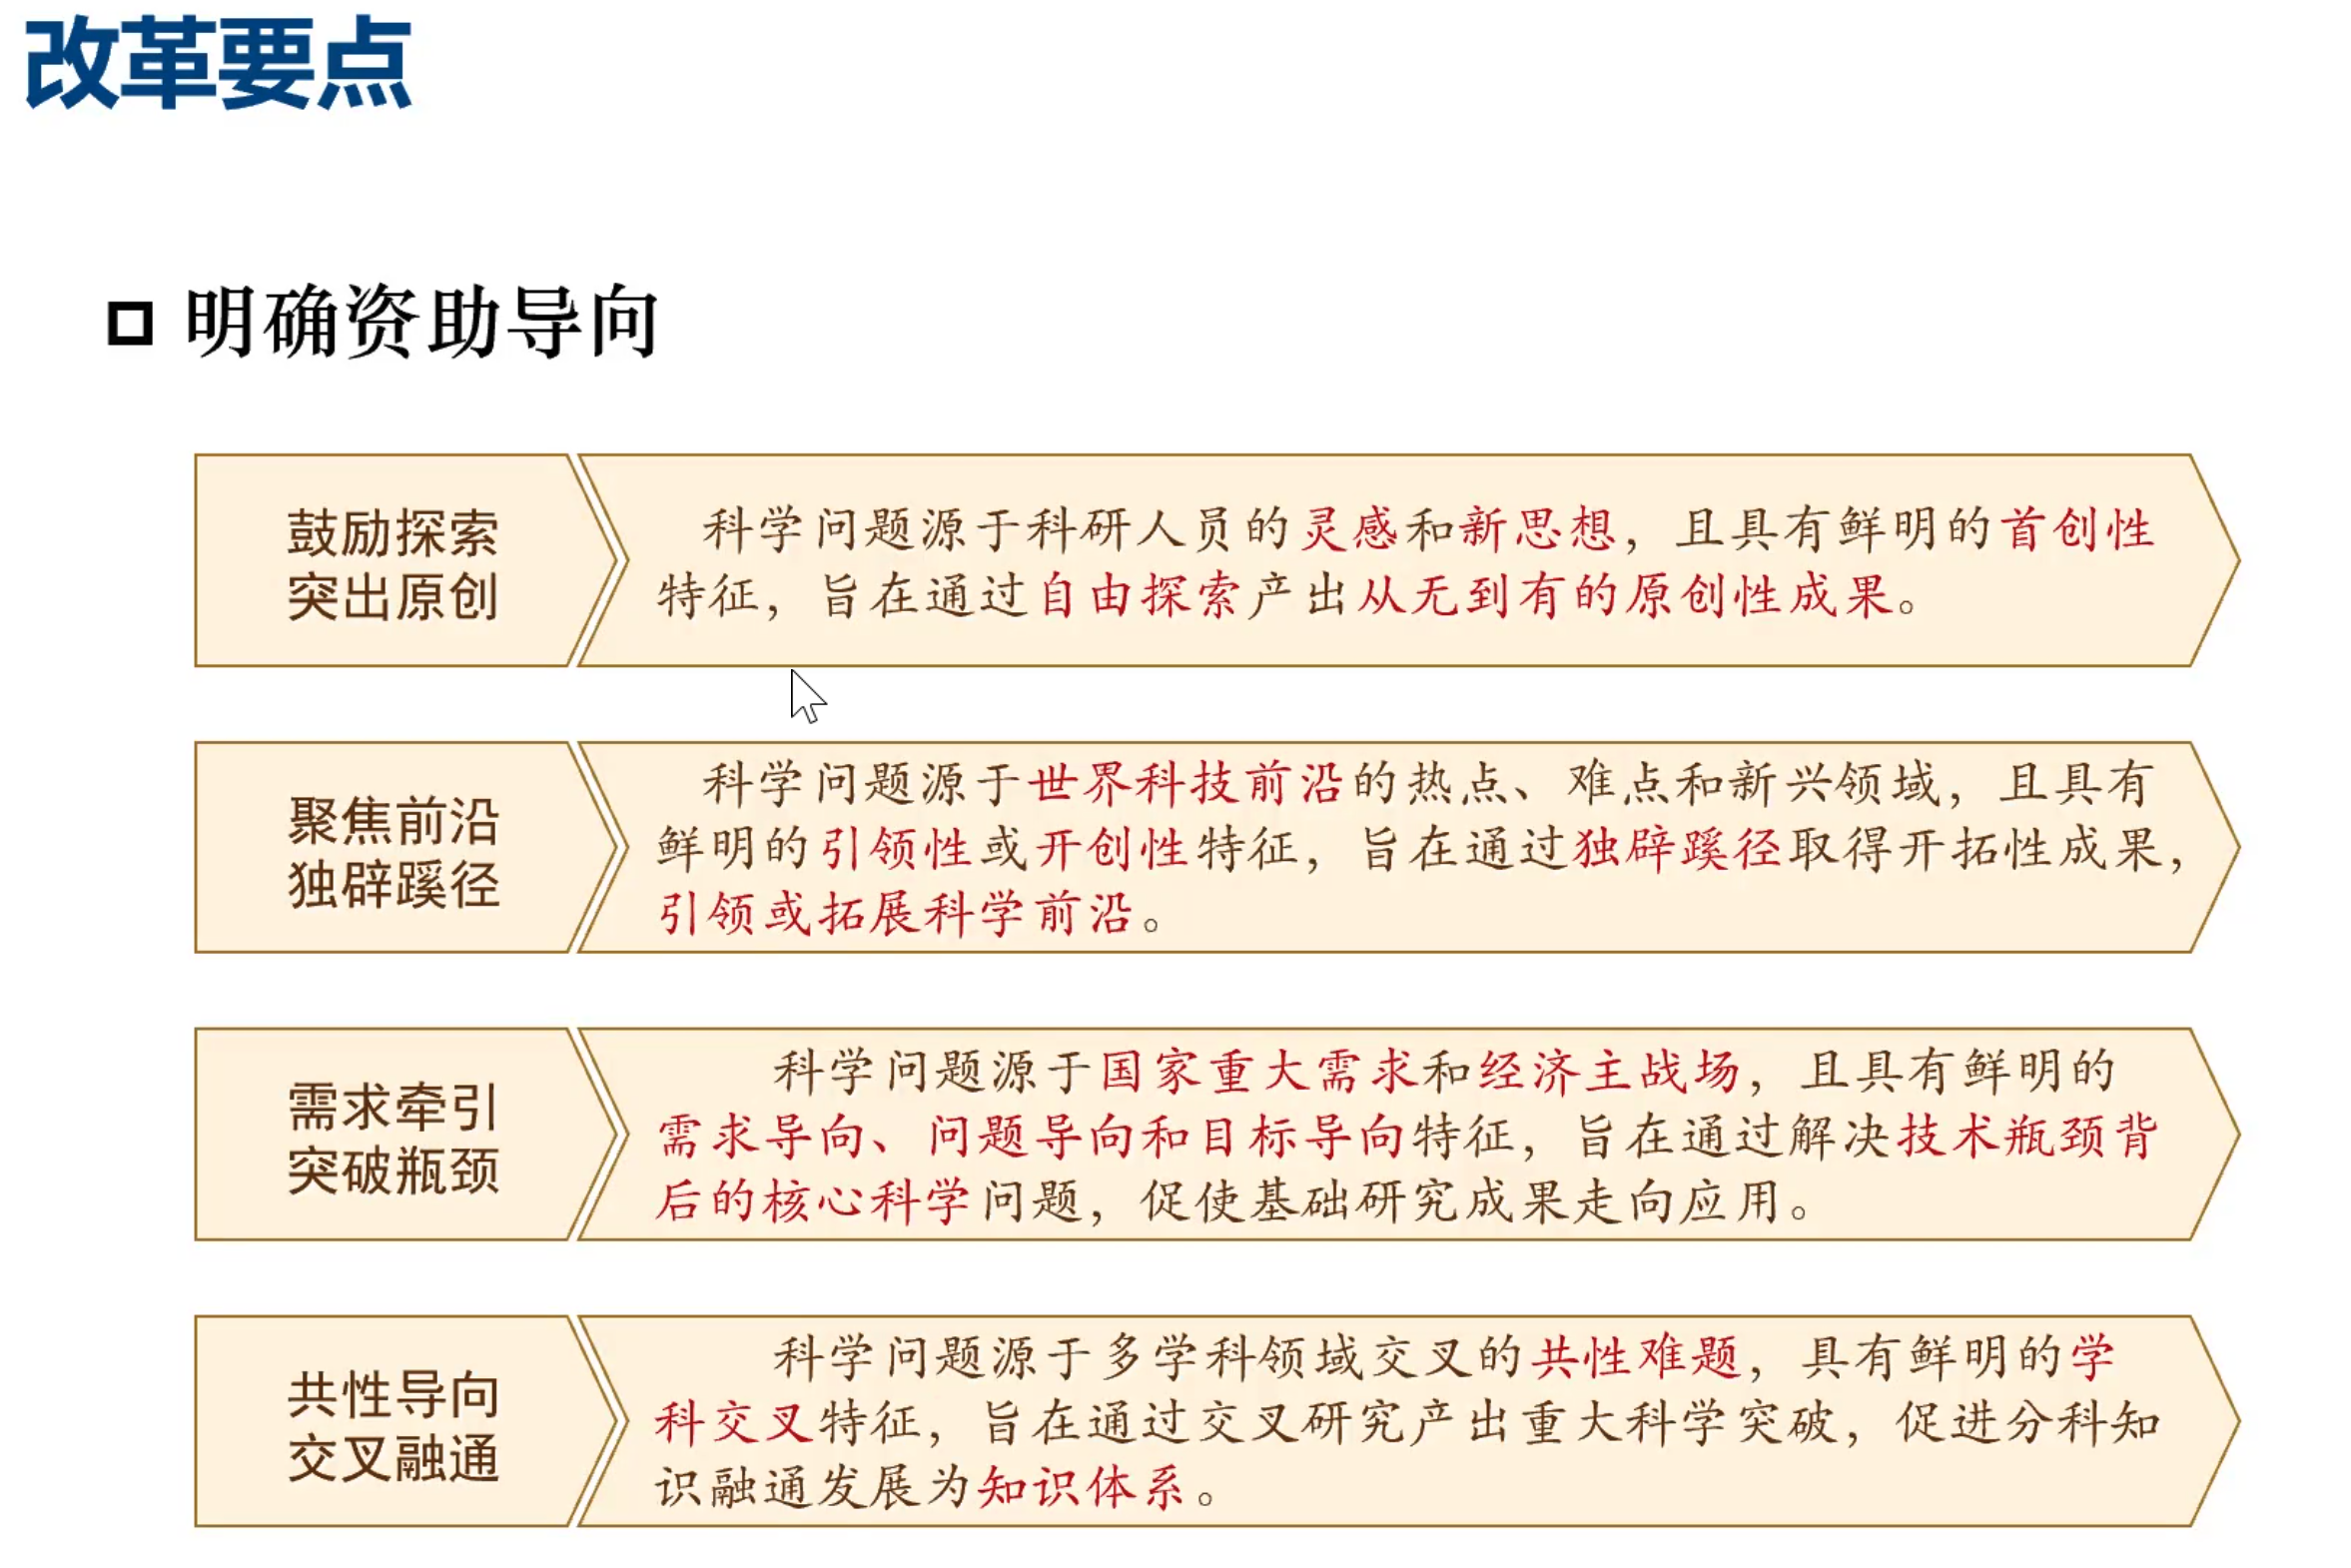 改革要点
明确资助导向
鼓励探索
突出原创
科学问题源于科研人员的灵感和新思想，且具有鲜明的首创性
特征，旨在通过自由探索产出从无到有的原创性成果。
聚焦前沿
独辟蹊径
科学问题源于世界科技前沿的热点、难点和新兴领域，且具有
鲜明的引领性或开创性特征，旨在通过独辟蹊径取得开拓性成果，
引领或拓展科学前沿。
需求牵引
突破瓶颈
科学问题源于国家重大需求和经济主战场，且具有鲜明的
需求导向、问题导向和目标导向特征，旨在通过解决技术瓶颈背
后的核心科学问题，促使基础研究成果走向应用。
共性导向
交叉融通
科学问题源于多学科领域交叉的共性难题，具有鲜明的学
科交叉特征，旨在通过交叉研究产出重大科学突破，促进分科知
识融通发展为知识体系。